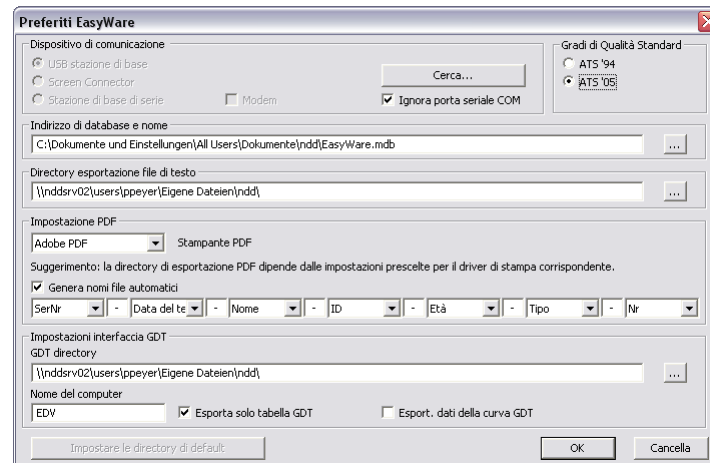 Preferiti EasyWare
Dispositivo di comunicazione
USB stazione di base
Screen Connector
Stazione di base di serie
Modem
Cerca...
Ignora porta seriale COM
Gradi di Qualità Standard
ATS '94
ATS '05
Indirizzo di database e nome
C:\Dokumente und Einstellungen\All Users\Dokumente\ndd\EasyWare.mdb
...
Directory esportazione file di testo
\\nddsrv02\users\ppeyer\Eigene Dateien\ndd\
...
Impostazione PDF
Adobe PDF Stampante PDF
Suggerimento: la directory di esportazione PDF dipende dalle impostazioni prescelte per il driver di stampa corrispondente.
Genera nomi file automatici
SerNr - Data del te - Nome - ID - Età - Tipo - Nr
Impostazioni interfaccia GDT
GDT directory
\\nddsrv02\users\ppeyer\Eigene Dateien\ndd\
...
Nome del computer
EDV Esporta solo tabella GDT Esport. dati della curva GDT
Impostare le directory di default OK Cancella